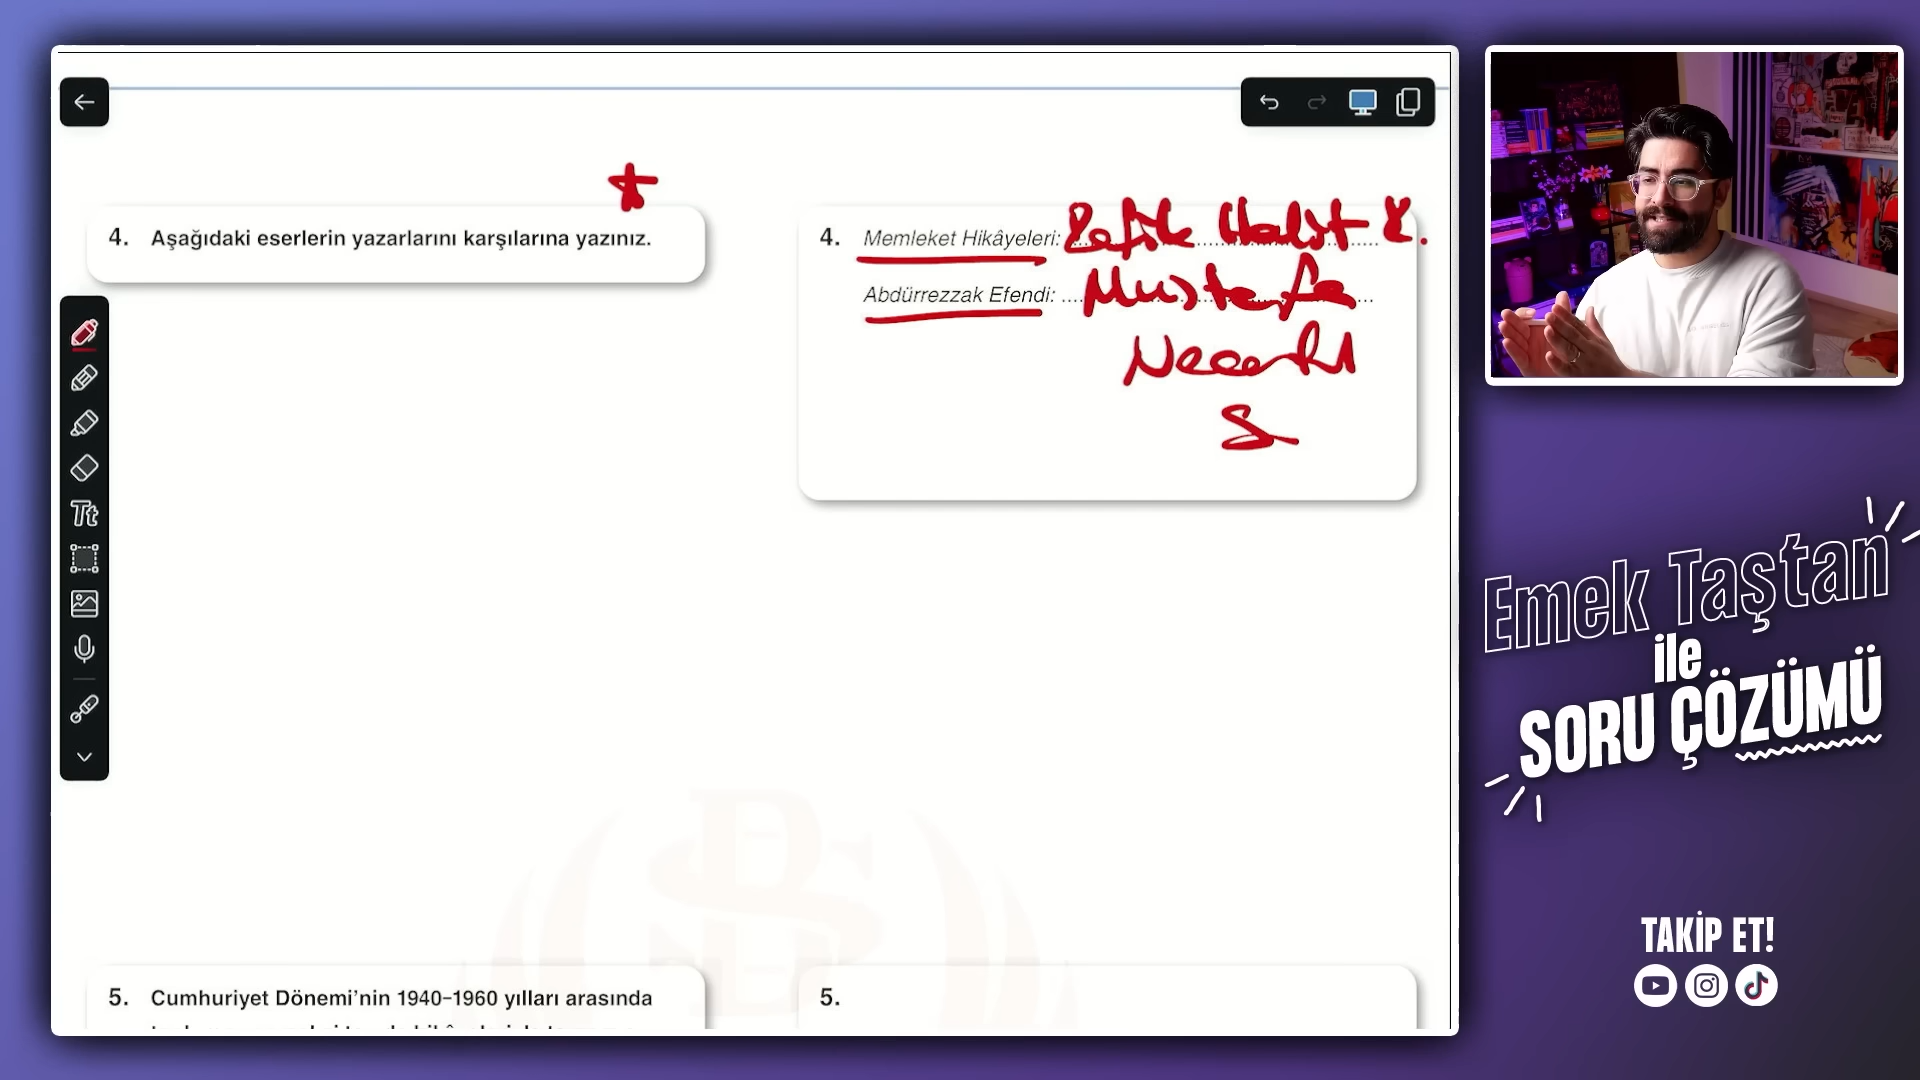 4. Aşağıdaki eserlerin yazarlarını karşılarına yazınız.
4. Memleket Hikâyeleri: Refik Halit K.
Abdürrezzak Efendi: Mustafa
Necati
S
Tt
5. Cumhuriyet Dönemi'nin 1940–1960 yılları arasında
5.
Emek Taştan
ile
SORU ÇÖZÜMÜ
TAKİP ET!